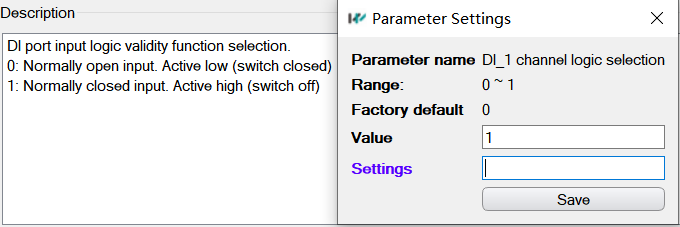 Description
DI port input logic validity function selection.
0: Normally open input. Active low (switch closed)
1: Normally closed input. Active high (switch off)
Parameter Settings
Parameter name DI_1 channel logic selection
Range: 0 ~ 1
Factory default 0
Value 1
Settings
Save